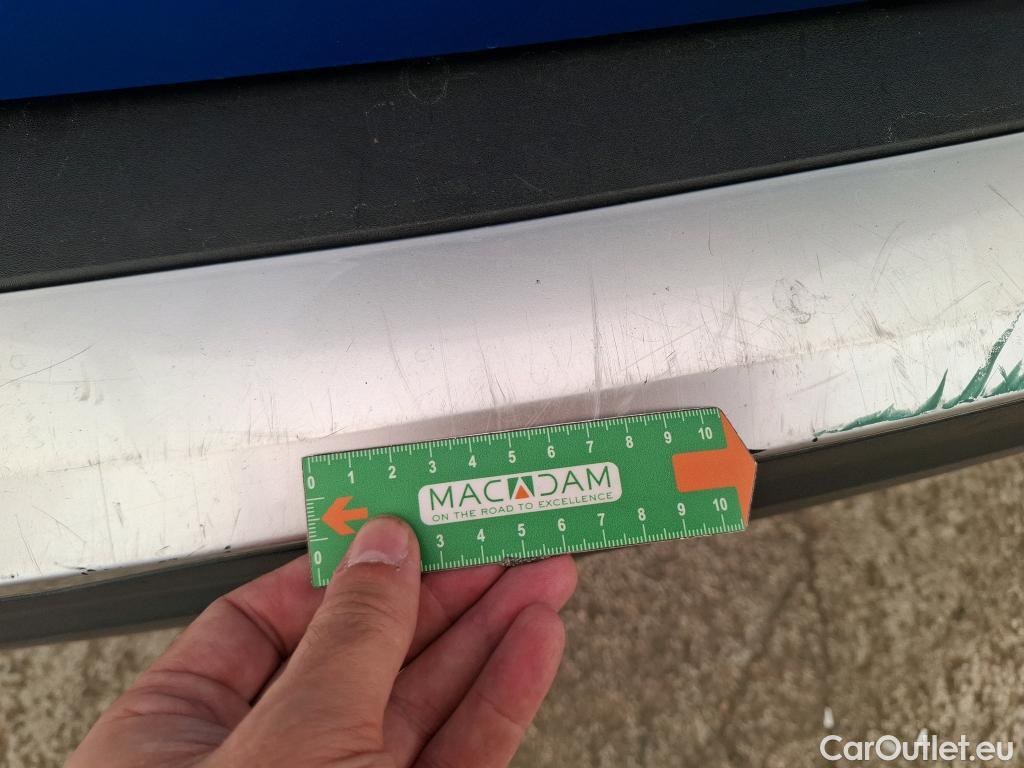 0 1 2 3 4 5 6 7 8 9 10
MACADAM
ON THE ROAD TO EXCELLENCE
0 3 4 5 6 7 8 9 10
CarOutlet.eu